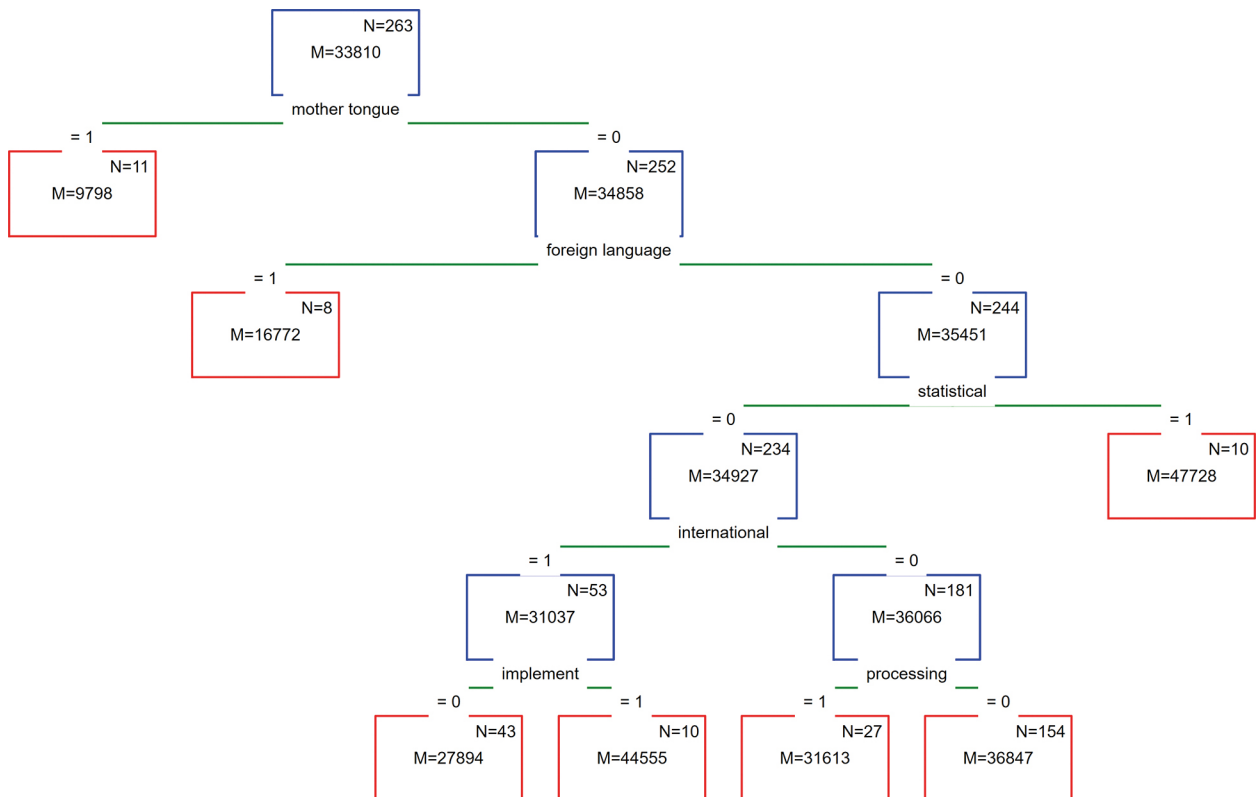 N=263
M=33810
mother tongue
= 1
= 0
N=11
M=9798
N=252
M=34858
foreign language
= 1
= 0
N=8
M=16772
N=244
M=35451
statistical
= 0
= 1
N=234
M=34927
N=10
M=47728
international
= 1
= 0
N=53
M=31037
N=181
M=36066
implement
processing
= 0
= 1
= 1
= 0
N=43
M=27894
N=10
M=44555
N=27
M=31613
N=154
M=36847